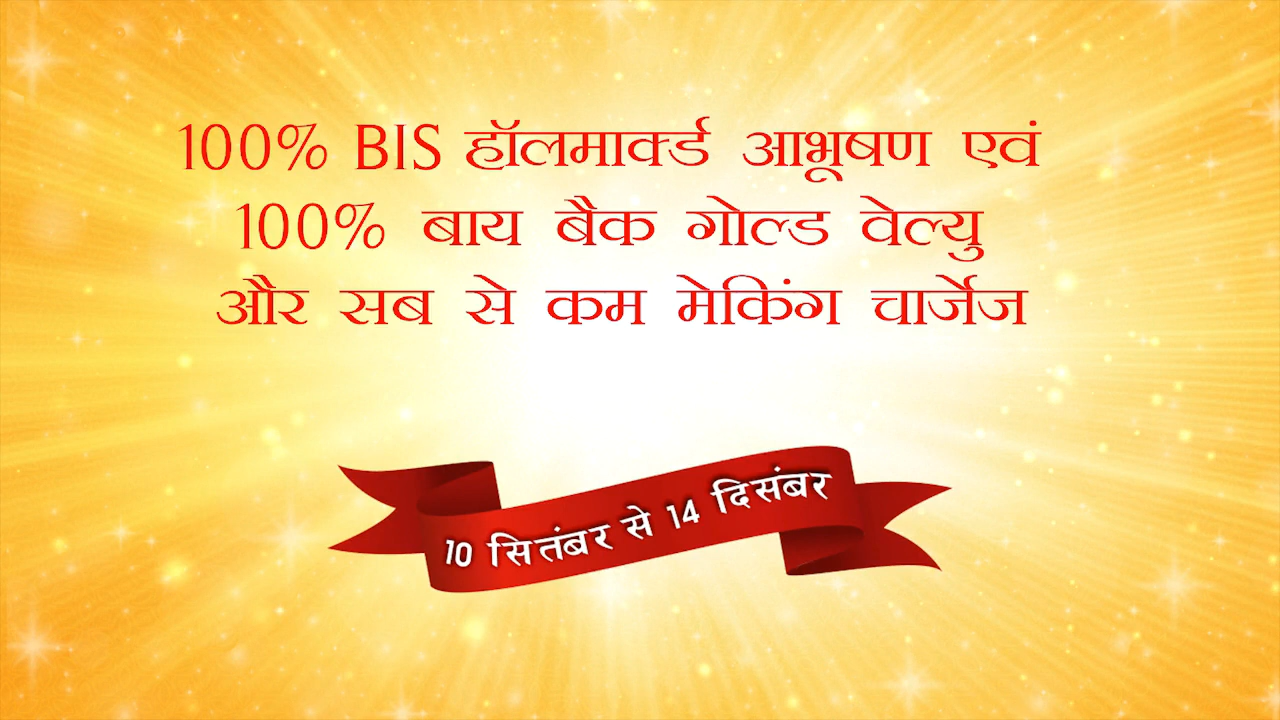 100% BIS हॉलमार्क्ड आभूषण एवं
100% बाय बैक गोल्ड वेल्यु
और सब से कम मेकिंग चार्जेज
10 सितंबर से 14 दिसंबर